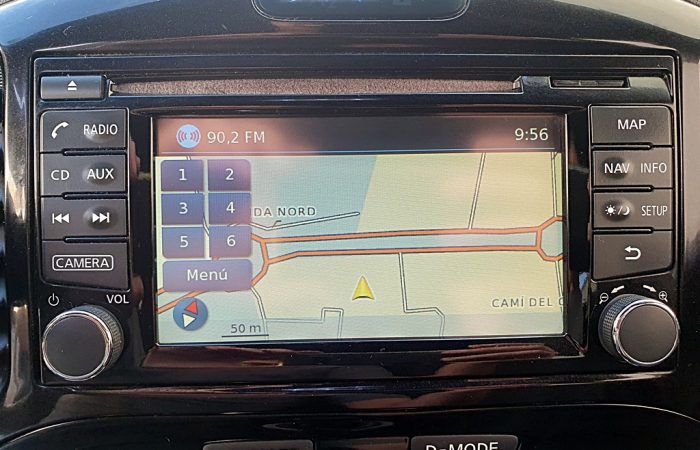 RADIO
CD AUX
CAMERA
VOL
90,2 FM 9:56
1 2
3 4
5 6
Menú
DA NORD
CAMÍ DEL
50 m
MAP
NAV INFO
SETUP
D-MODE